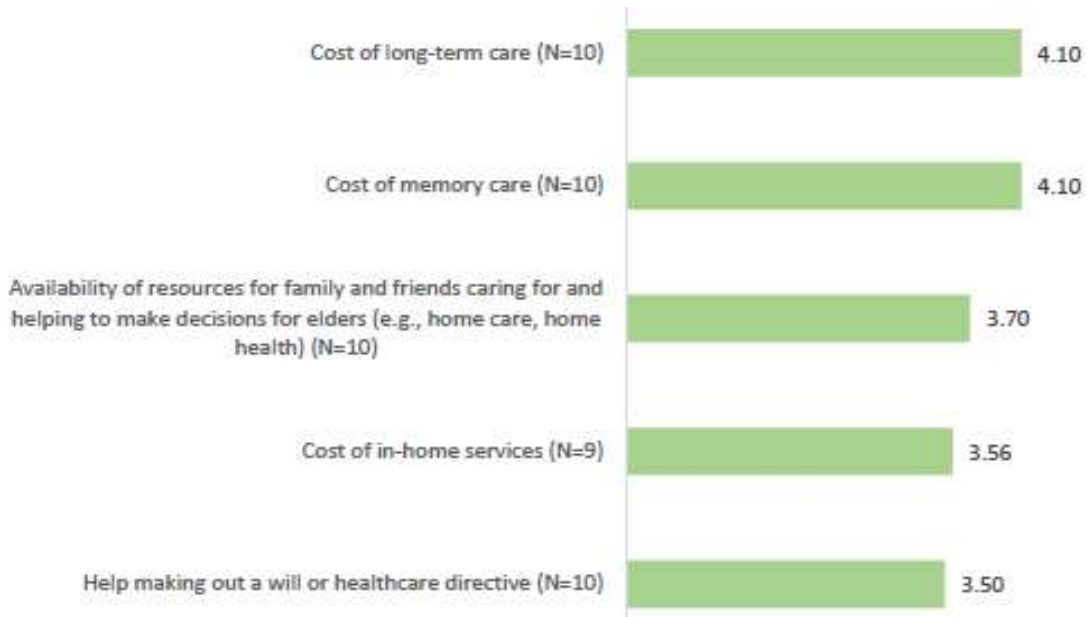 Cost of long-term care (N=10)
4.10
Cost of memory care (N=10)
4.10
Availability of resources for family and friends caring for and
helping to make decisions for elders (e.g., home care, home
health) (N=10)
3.70
Cost of in-home services (N=9)
3.56
Help making out a will or healthcare directive (N=10)
3.50